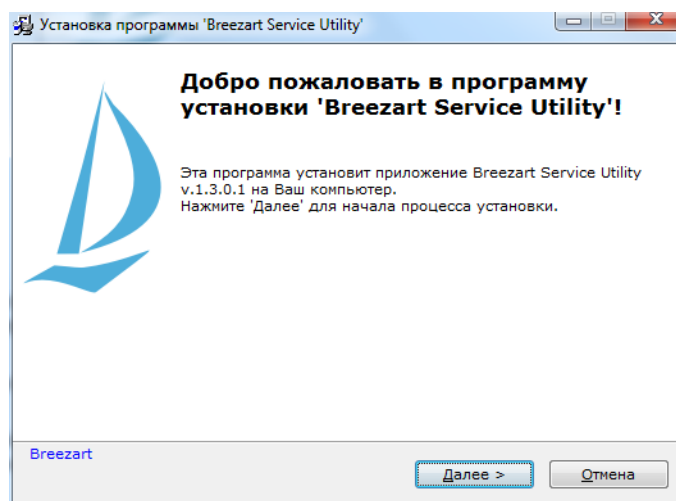 Установка программы 'Breezart Service Utility'
Добро пожаловать в программу
установки 'Breezart Service Utility'!
Эта программа установит приложение Breezart Service Utility
v.1.3.0.1 на Ваш компьютер.
Нажмите 'Далее' для начала процесса установки.
Breezart
Далее >
Отмена